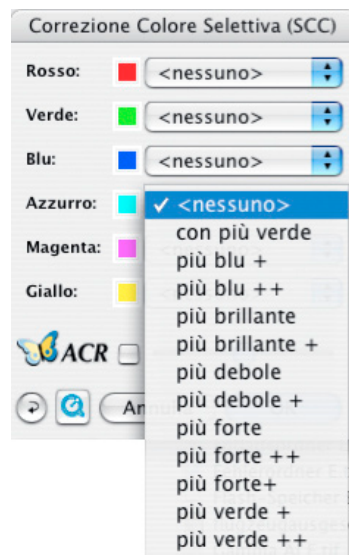 Correzione Colore Selettiva (SCC)
Rosso: <nessuno>
Verde: <nessuno>
Blu: <nessuno>
Azzurro: ✓ <nessuno>
con più verde
più blu +
Magenta:
più blu ++
più brillante
Giallo:
più brillante +
più debole
ACR
più debole +
più forte
più forte ++
più forte+
più verde +
più verde ++